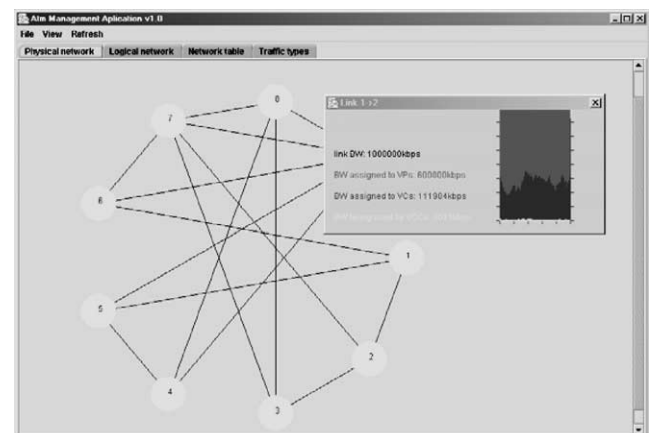 Atm Management Aplication v1.0
File View Refresh
Physical network Logical network Network table Traffic types
0
7
Link 1->2
link BW: 1000000kbps
BW assigned to VPs: 600000kbps
6
BW assigned to VCs: 111904kbps
1
5
2
4
3